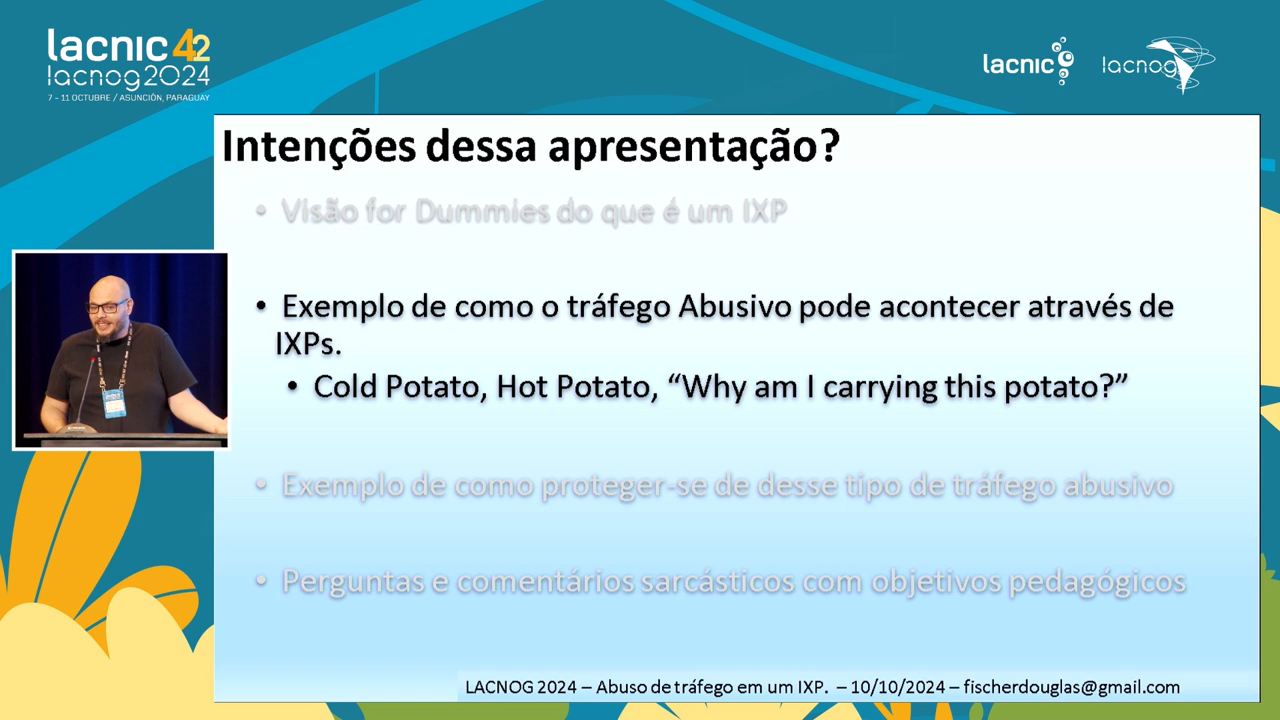 lacnic 42
lacnog2024
7 - 11 OCTUBRE / ASUNCIÓN, PARAGUAY
lacnic
lacnog
Intenções dessa apresentação?
• Visão for Dummies do que é um IXP
• Exemplo de como o tráfego Abusivo pode acontecer através de
IXPs.
• Cold Potato, Hot Potato, “Why am I carrying this potato?”
• Exemplo de como proteger-se de desse tipo de tráfego abusivo
• Perguntas e comentários sarcásticos com objetivos pedagógicos
LACNOG 2024 – Abuso de tráfego em um IXP. – 10/10/2024 – fischerdouglas@gmail.com